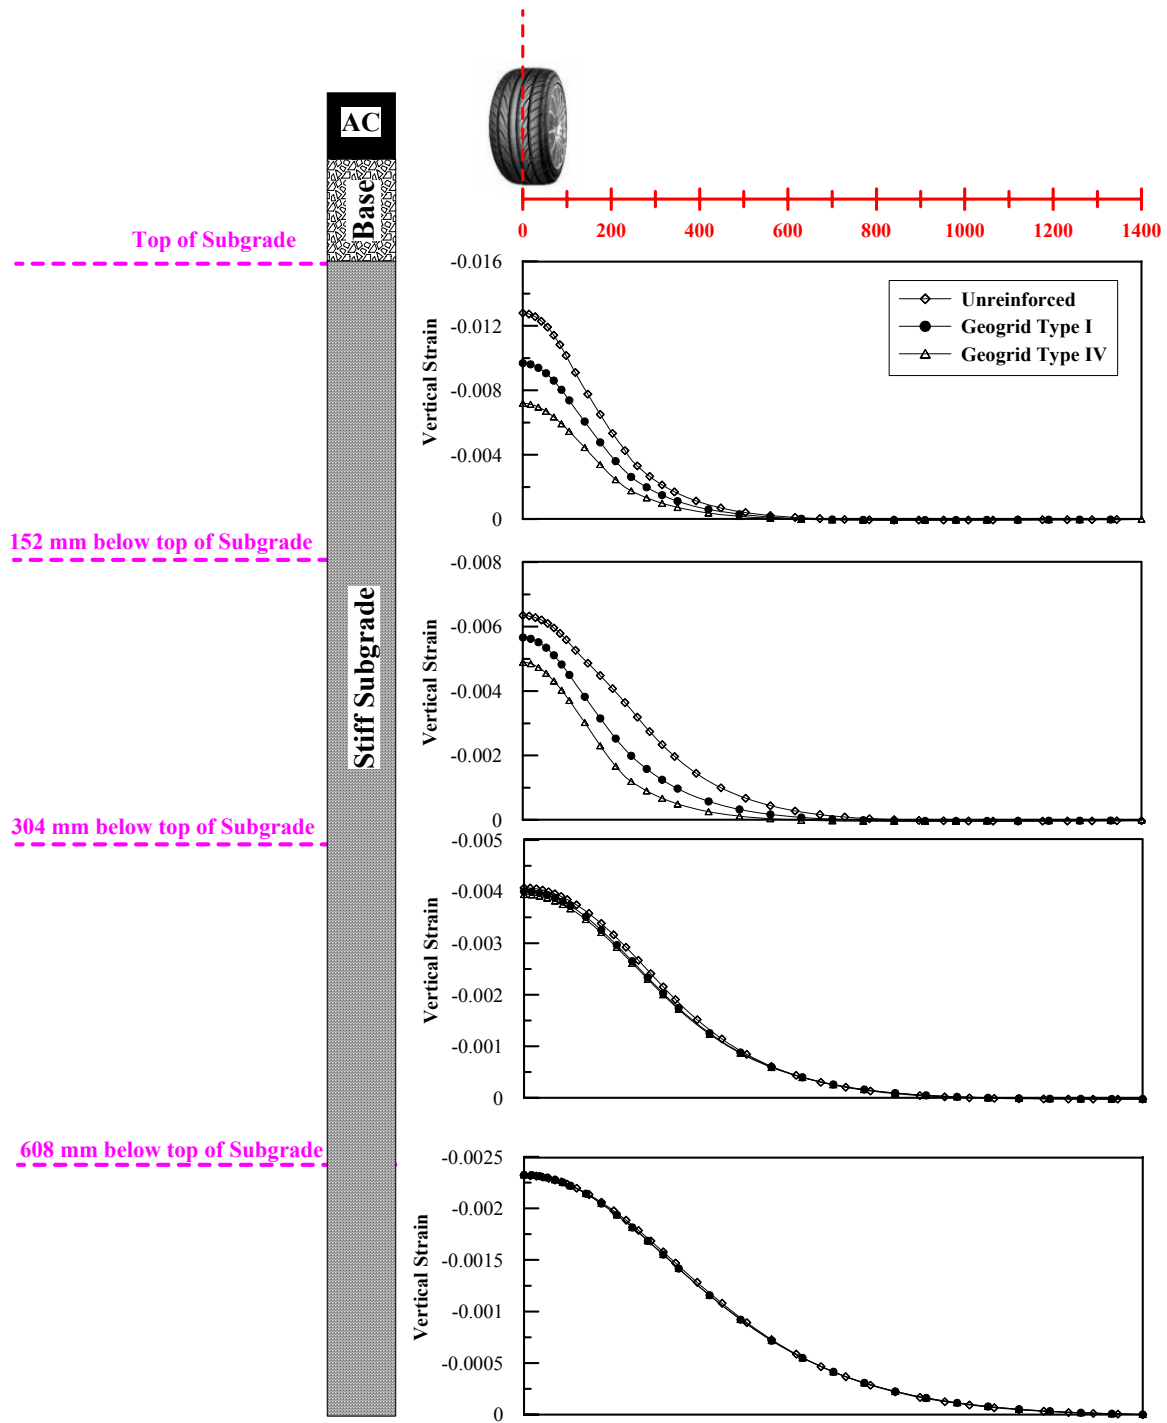 AC
Base
Stiff Subgrade
Top of Subgrade
152 mm below top of Subgrade
304 mm below top of Subgrade
608 mm below top of Subgrade
0 200 400 600 800 1000 1200 1400
-0.016
-0.012
-0.008
-0.004
0
Vertical Strain
Unreinforced
Geogrid Type I
Geogrid Type IV
-0.008
-0.006
-0.004
-0.002
0
Vertical Strain
-0.005
-0.004
-0.003
-0.002
-0.001
0
Vertical Strain
-0.0025
-0.002
-0.0015
-0.001
-0.0005
0
Vertical Strain